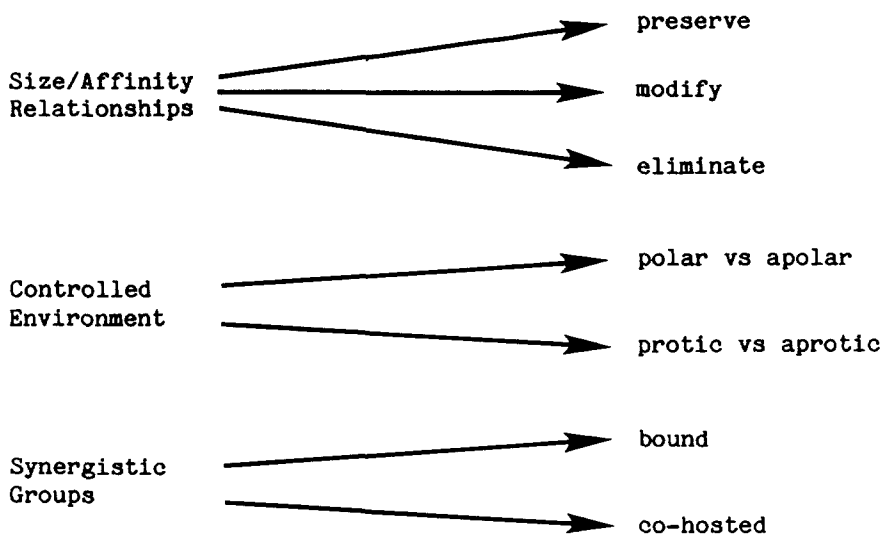 Size/Affinity
Relationships
preserve
modify
eliminate
Controlled
Environment
polar vs apolar
protic vs aprotic
Synergistic
Groups
bound
co-hosted